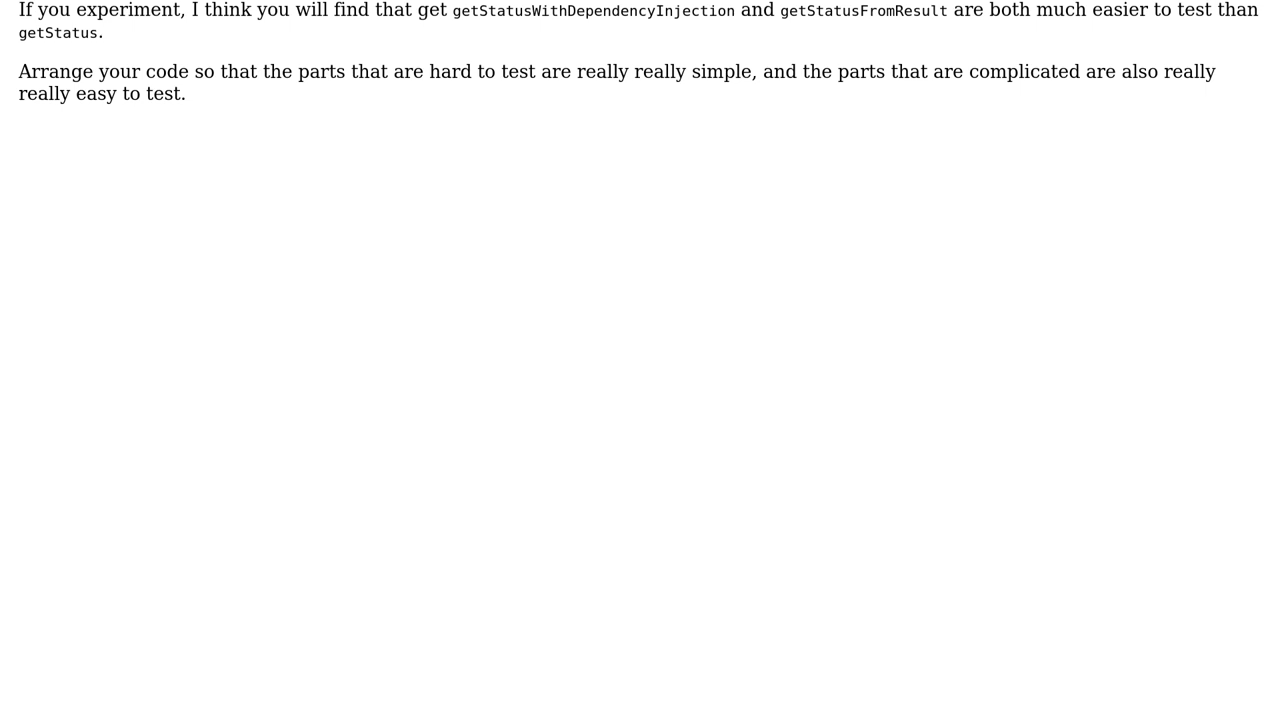 If you experiment, I think you will find that get getStatusWithDependencyInjection and getStatusFromResult are both much easier to test than
getStatus.
Arrange your code so that the parts that are hard to test are really really simple, and the parts that are complicated are also really
really easy to test.